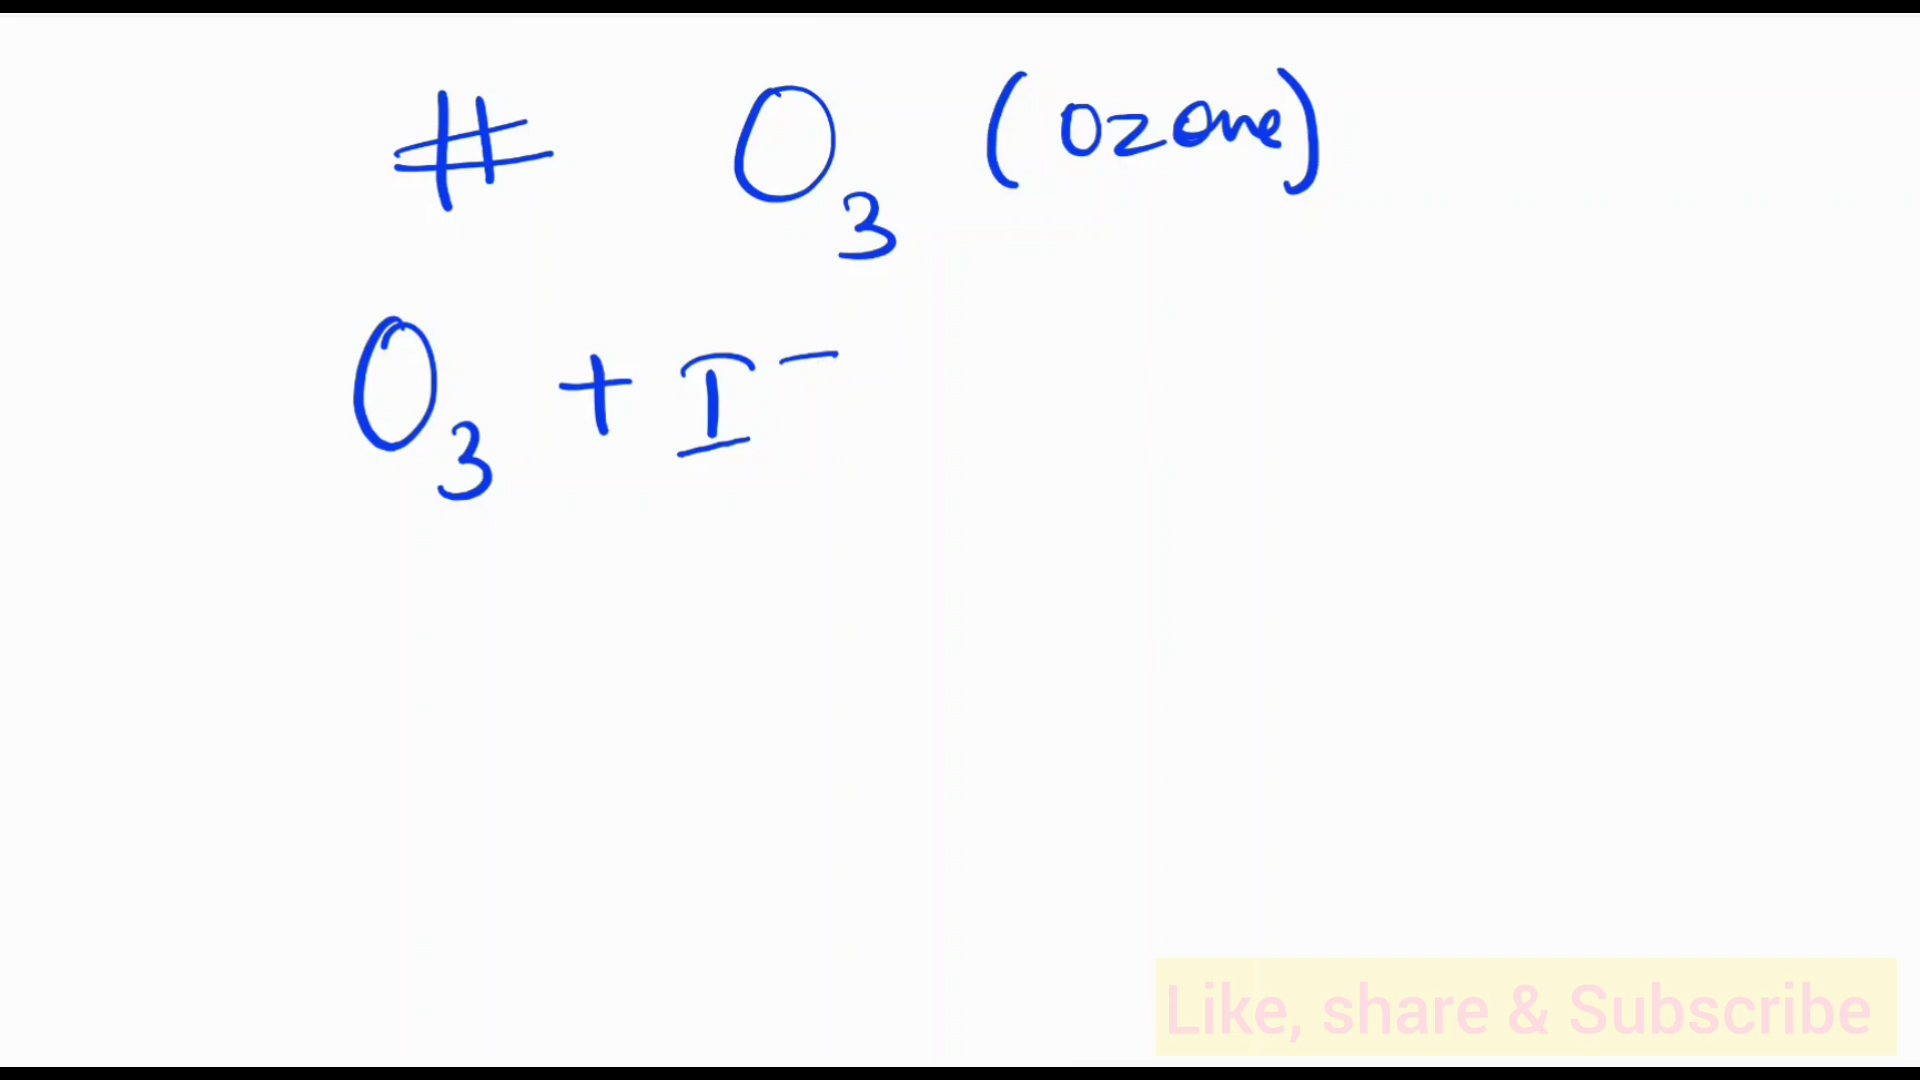 # O₃ (ozone)
O₃ + I⁻
Like, share & Subscribe